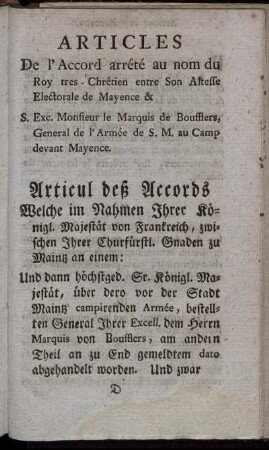 ARTICLES
De l'Accord arrété au nom du
Roy tres-Chrêtien entre Son Altesse
Electorale de Mayence &
S. Exc. Monsieur le Marquis de Boufflers,
General de l'Armée de S. M. au Camp
devant Mayence.
Articul deß Accords
Welche im Nahmen Ihrer Kö-
nigl. Majestät von Frankreich, zwi-
schen Ihrer Churfürstl. Gnaden zu
Maintz an einem:
Und dann höchstged. Sr. Königl. Ma-
jestät, über dero vor der Stadt
Maintz campirenden Armée, bestell-
ten General Ihrer Excell. dem Herrn
Marquis von Boufflers, am andern
Theil an zu End gemeldtem dato
abgehandelt worden. Und zwar
D